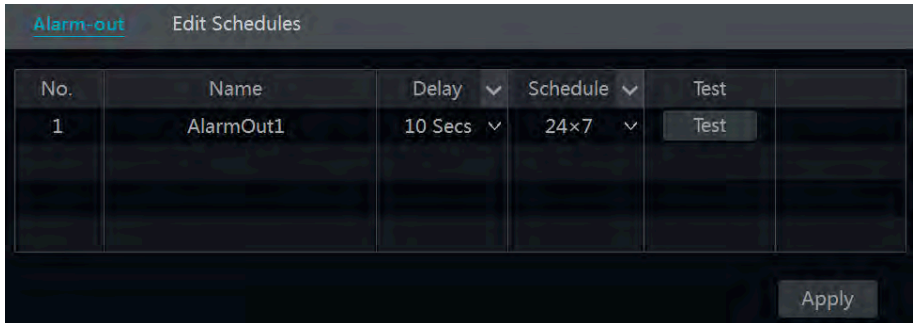 Alarm-out Edit Schedules
No. Name Delay Schedule Test
1 AlarmOut1 10 Secs 24×7 Test
Apply